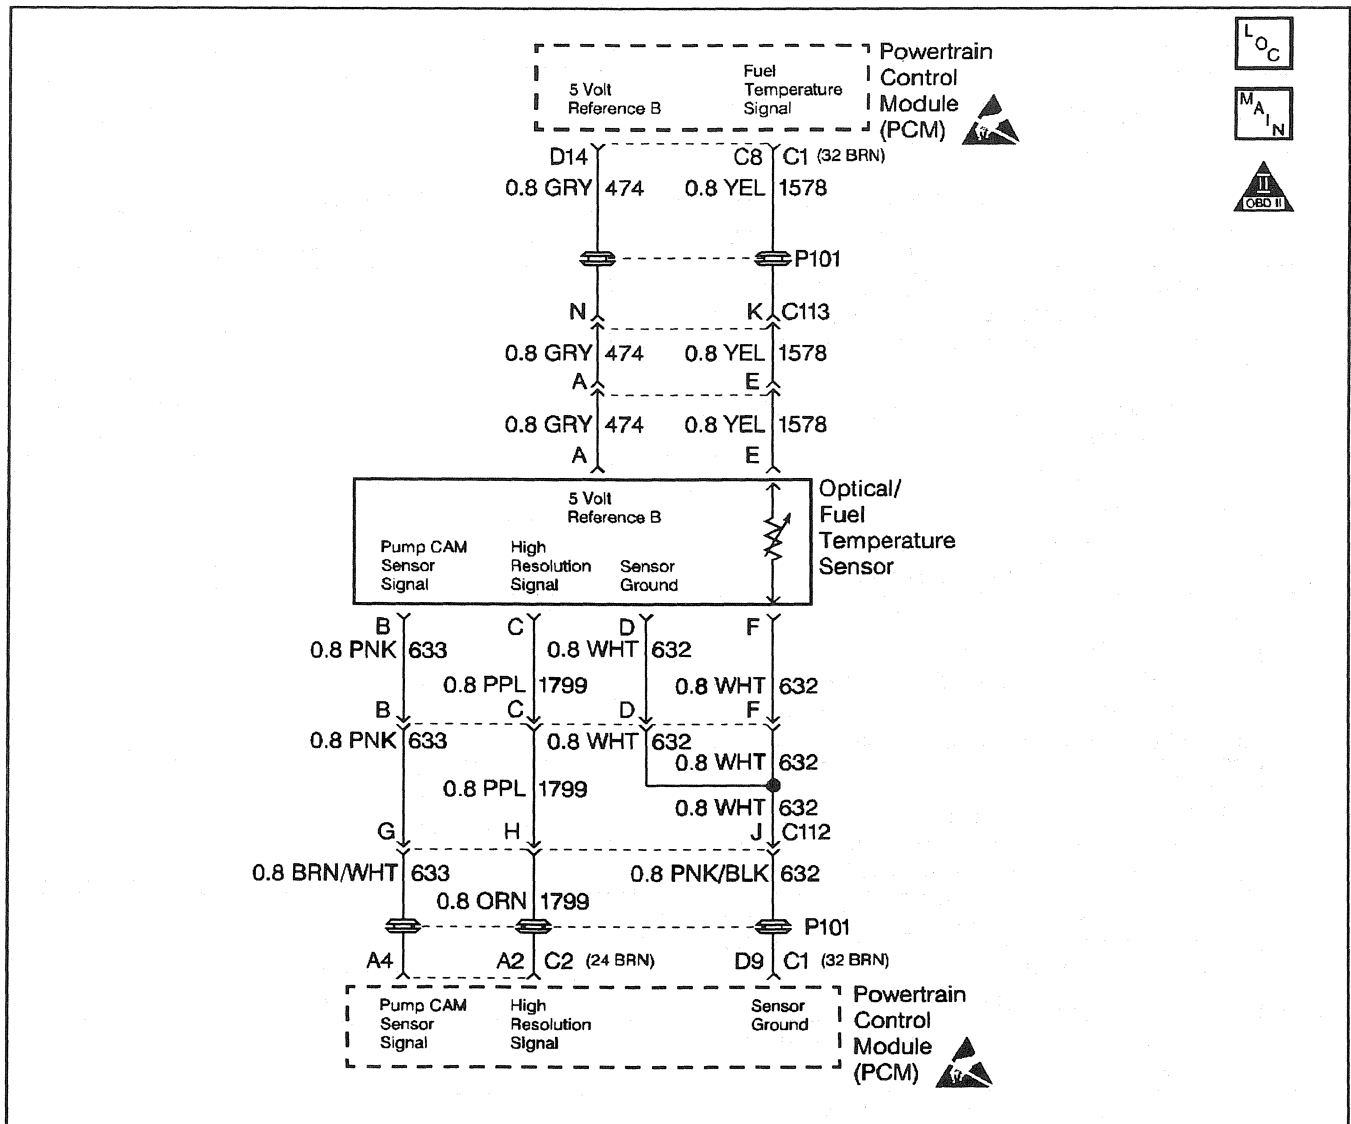 LOC
MAIN
II
OBD II
5 Volt
Reference B
Fuel
Temperature
Signal
Powertrain
Control
Module
(PCM)
D14 C8 C1 (32 BRN)
0.8 GRY 474 0.8 YEL 1578
P101
N K C113
0.8 GRY 474 0.8 YEL 1578
A E
0.8 GRY 474 0.8 YEL 1578
A E
5 Volt
Reference B
Pump CAM
Sensor
Signal
High
Resolution
Signal
Sensor
Ground
Optical/
Fuel
Temperature
Sensor
B C D F
0.8 PNK 633 0.8 WHT 632
0.8 PPL 1799 0.8 WHT 632
B C D F
0.8 PNK 633 0.8 WHT 632
0.8 WHT 632
0.8 PPL 1799
0.8 WHT 632
G H J C112
0.8 BRN/WHT 633 0.8 PNK/BLK 632
0.8 ORN 1799
P101
A4 A2 C2 (24 BRN) D9 C1 (32 BRN)
Pump CAM
Sensor
Signal
High
Resolution
Signal
Sensor
Ground
Powertrain
Control
Module
(PCM)